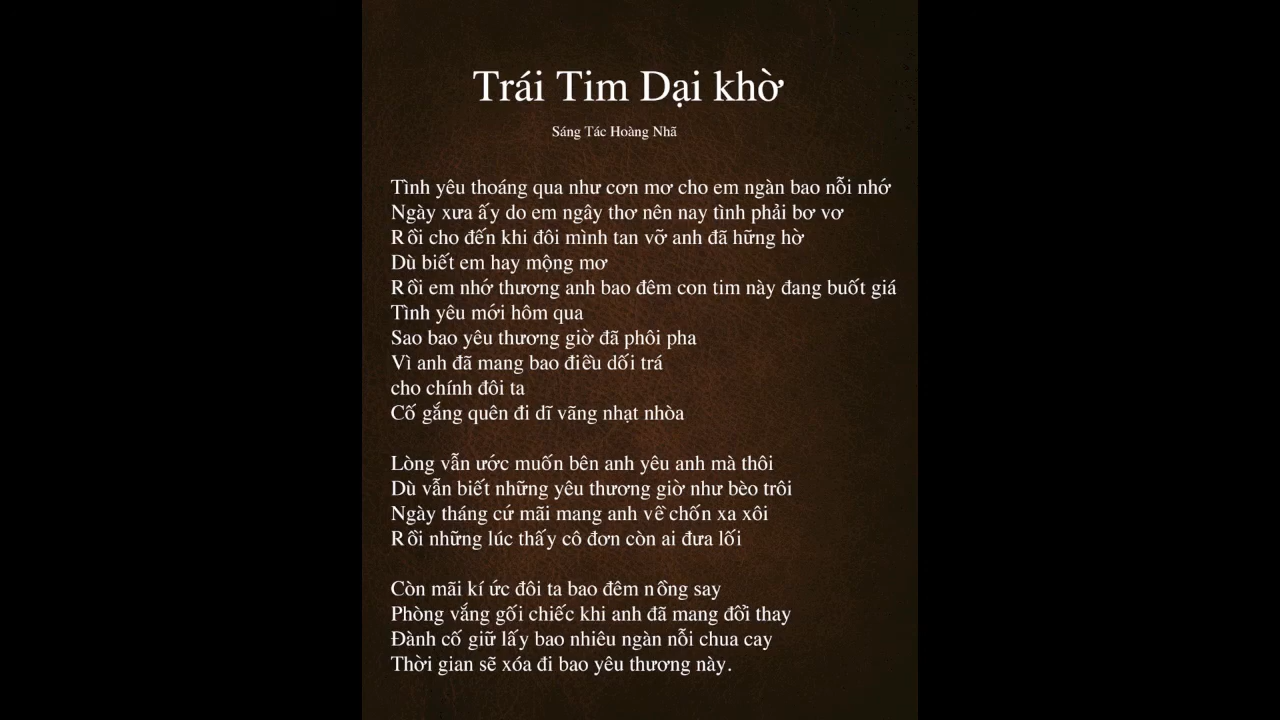 Trái Tim Dại khờ
Sáng Tác Hoàng Nhã
Tình yêu thoáng qua như cơn mơ cho em ngàn bao nỗi nhớ
Ngày xưa ấy do em ngây thơ nên nay tình phải bơ vơ
Rồi cho đến khi đôi mình tan vỡ anh đã hững hờ
Dù biết em hay mộng mơ
Rồi em nhớ thương anh bao đêm con tim này đang buốt giá
Tình yêu mới hôm qua
Sao bao yêu thương giờ đã phôi pha
Vì anh đã mang bao điều dối trá
cho chính đôi ta
Cố gắng quên đi dĩ vãng nhạt nhòa
Lòng vẫn ước muốn bên anh yêu anh mà thôi
Dù vẫn biết những yêu thương giờ như bèo trôi
Ngày tháng cứ mãi mang anh về chốn xa xôi
Rồi những lúc thấy cô đơn còn ai đưa lối
Còn mãi kí ức đôi ta bao đêm nồng say
Phòng vắng gối chiếc khi anh đã mang đổi thay
Đành cố giữ lấy bao nhiêu ngàn nỗi chua cay
Thời gian sẽ xóa đi bao yêu thương này.